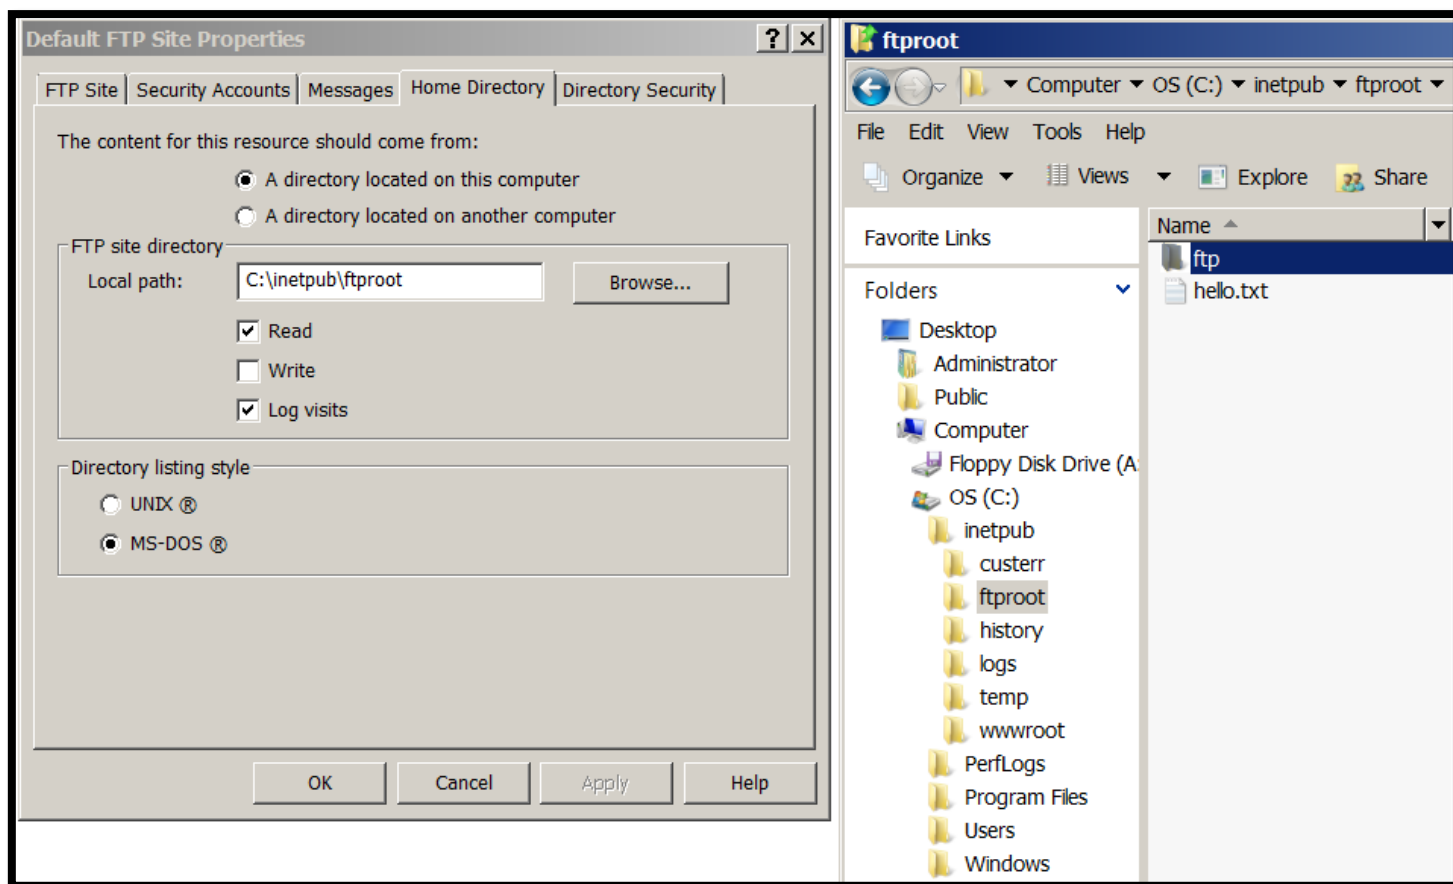 Default FTP Site Properties
FTP Site Security Accounts Messages Home Directory Directory Security
The content for this resource should come from:
A directory located on this computer
A directory located on another computer
FTP site directory
Local path: C:\inetpub\ftproot Browse...
Read
Write
Log visits
Directory listing style
UNIX ®
MS-DOS ®
OK Cancel Apply Help
ftproot
Computer OS (C:) inetpub ftproot
File Edit View Tools Help
Organize Views Explore Share
Favorite Links
Folders
Desktop
Administrator
Public
Computer
Floppy Disk Drive (A:
OS (C:)
inetpub
custerr
ftproot
history
logs
temp
wwwroot
PerfLogs
Program Files
Users
Windows
Name
ftp
hello.txt